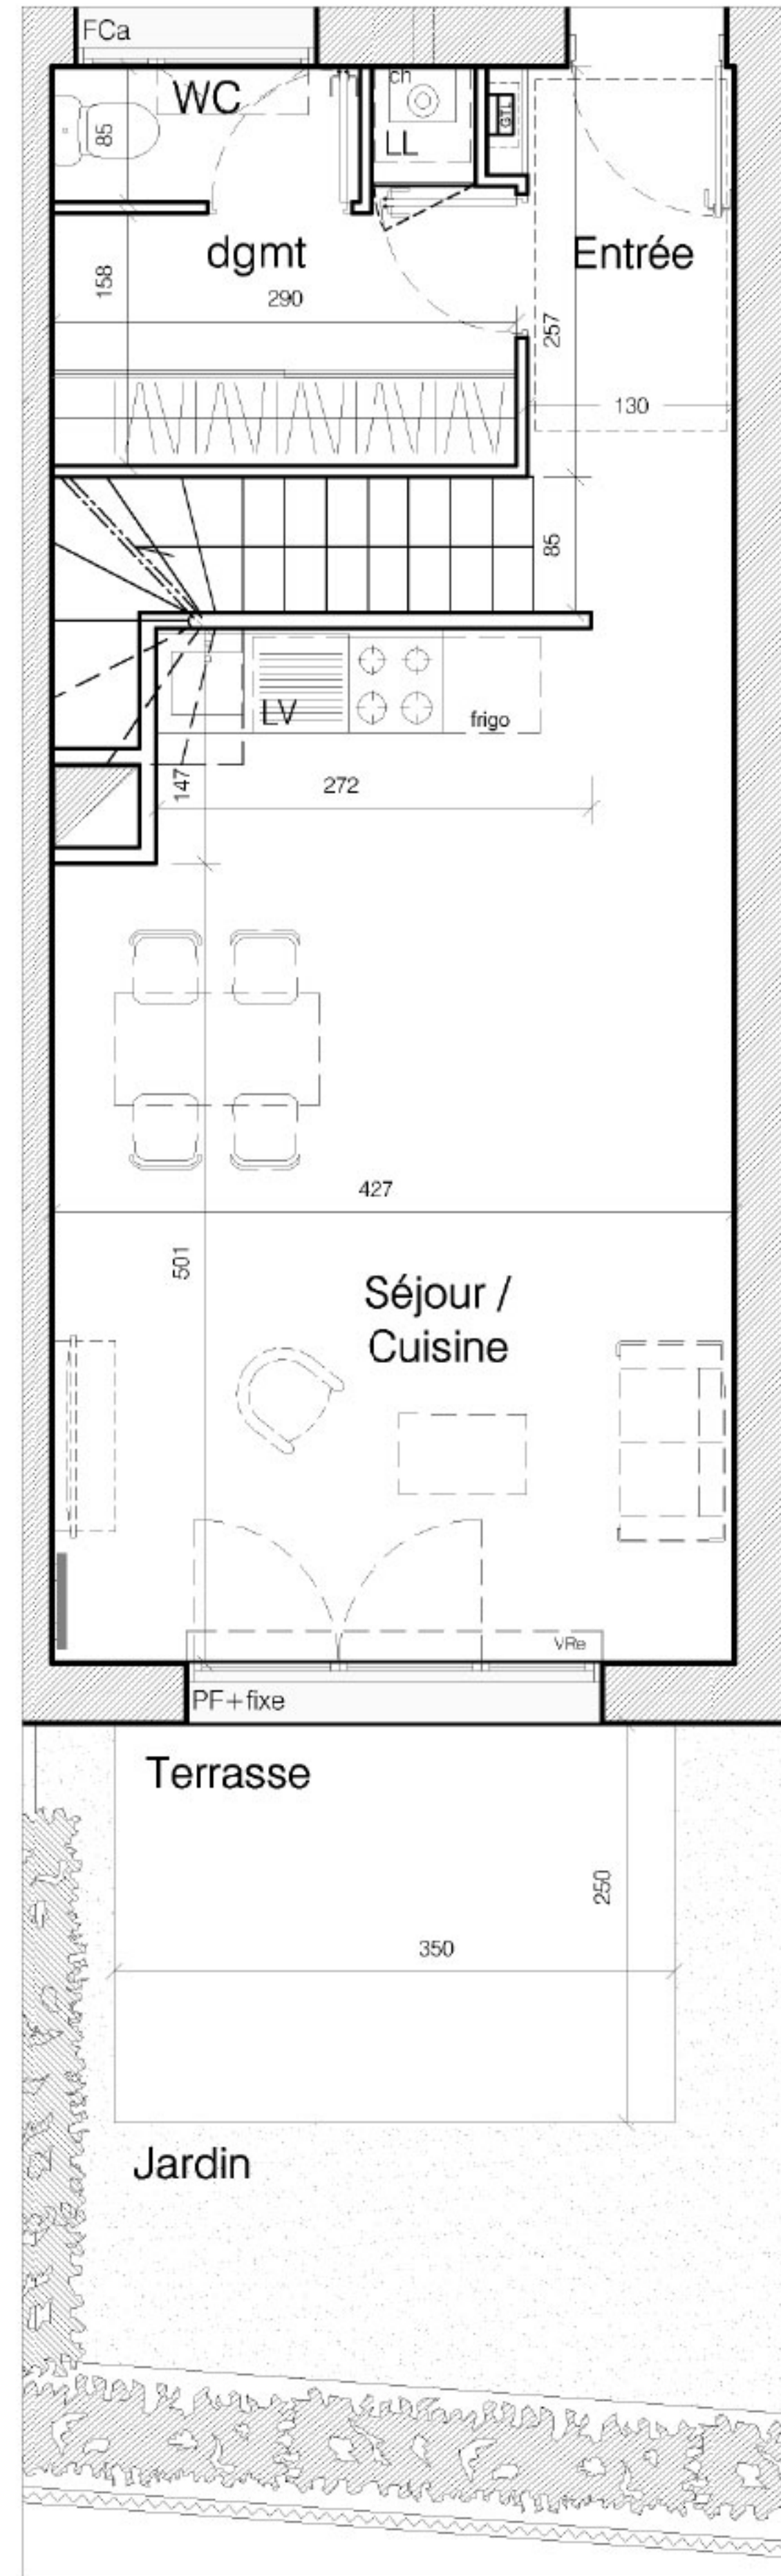 FCa
WC
ch
GTL
85
LL
dgmt
Entrée
158
290
257
130
85
LV
frigo
147
272
427
501
Séjour /
Cuisine
VRe
PF+fixe
Terrasse
250
350
Jardin